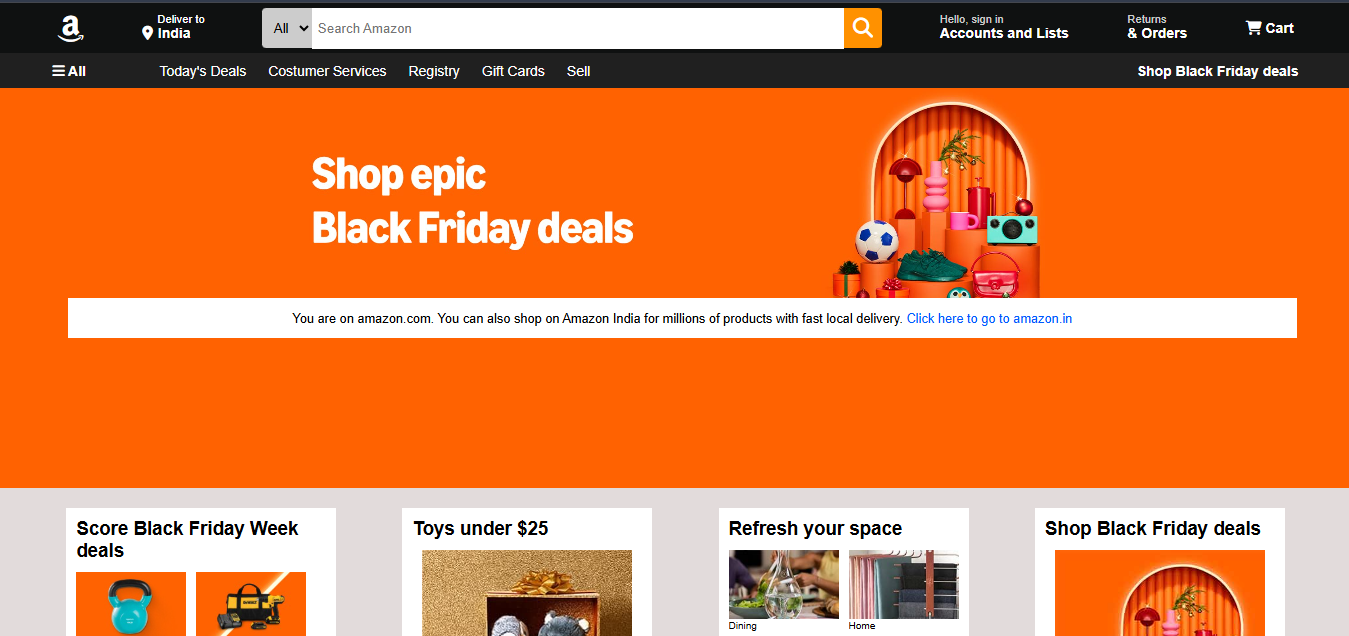 a
Deliver to
India
All
Search Amazon
Hello, sign in
Accounts and Lists
Returns
& Orders
Cart
All
Today's Deals
Costumer Services
Registry
Gift Cards
Sell
Shop Black Friday deals
Shop epic
Black Friday deals
You are on amazon.com. You can also shop on Amazon India for millions of products with fast local delivery. Click here to go to amazon.in
Score Black Friday Week
deals
Toys under $25
Refresh your space
Shop Black Friday deals
DEWALT
Dining
Home